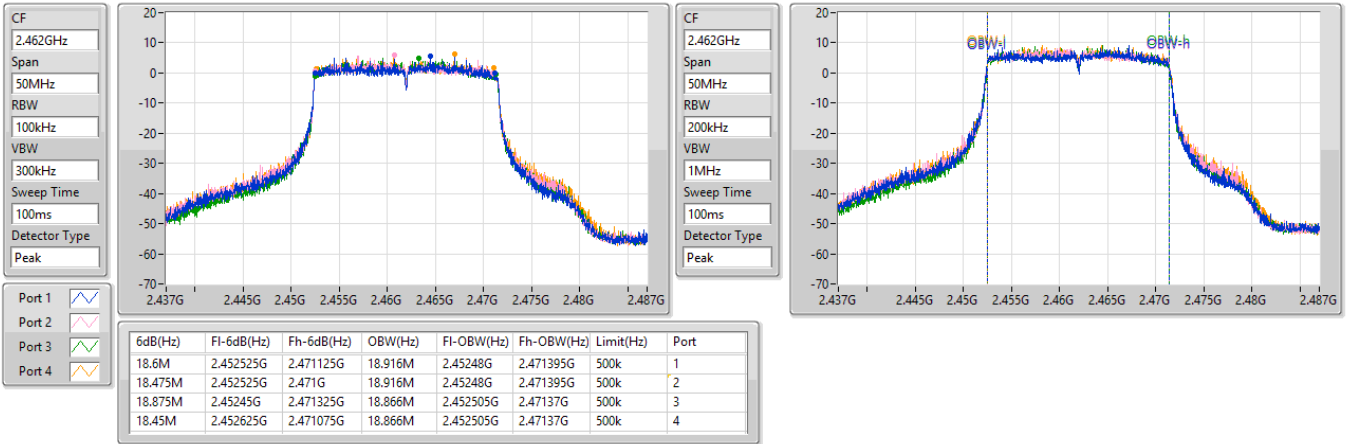 CF
2.462GHz
Span
50MHz
RBW
100kHz
VBW
300kHz
Sweep Time
100ms
Detector Type
Peak
20-
10-
0-
-10-
-20-
-30-
-40-
-50-
-60-
-70-
2.437G 2.445G 2.45G 2.455G 2.46G 2.465G 2.47G 2.475G 2.48G 2.487G
CF
2.462GHz
Span
50MHz
RBW
200kHz
VBW
1MHz
Sweep Time
100ms
Detector Type
Peak
20-
10-
0-
-10-
-20-
-30-
-40-
-50-
-60-
-70-
OBW-l OBW-h
2.437G 2.445G 2.45G 2.455G 2.46G 2.465G 2.47G 2.475G 2.48G 2.487G
Port 1
Port 2
Port 3
Port 4
6dB(Hz) Fl-6dB(Hz) Fh-6dB(Hz) OBW(Hz) Fl-OBW(Hz) Fh-OBW(Hz) Limit(Hz) Port
18.6M 2.452525G 2.471125G 18.916M 2.45248G 2.471395G 500k 1
18.475M 2.452525G 2.471G 18.916M 2.45248G 2.471395G 500k 2
18.875M 2.45245G 2.471325G 18.866M 2.452505G 2.47137G 500k 3
18.45M 2.452625G 2.471075G 18.866M 2.452505G 2.47137G 500k 4